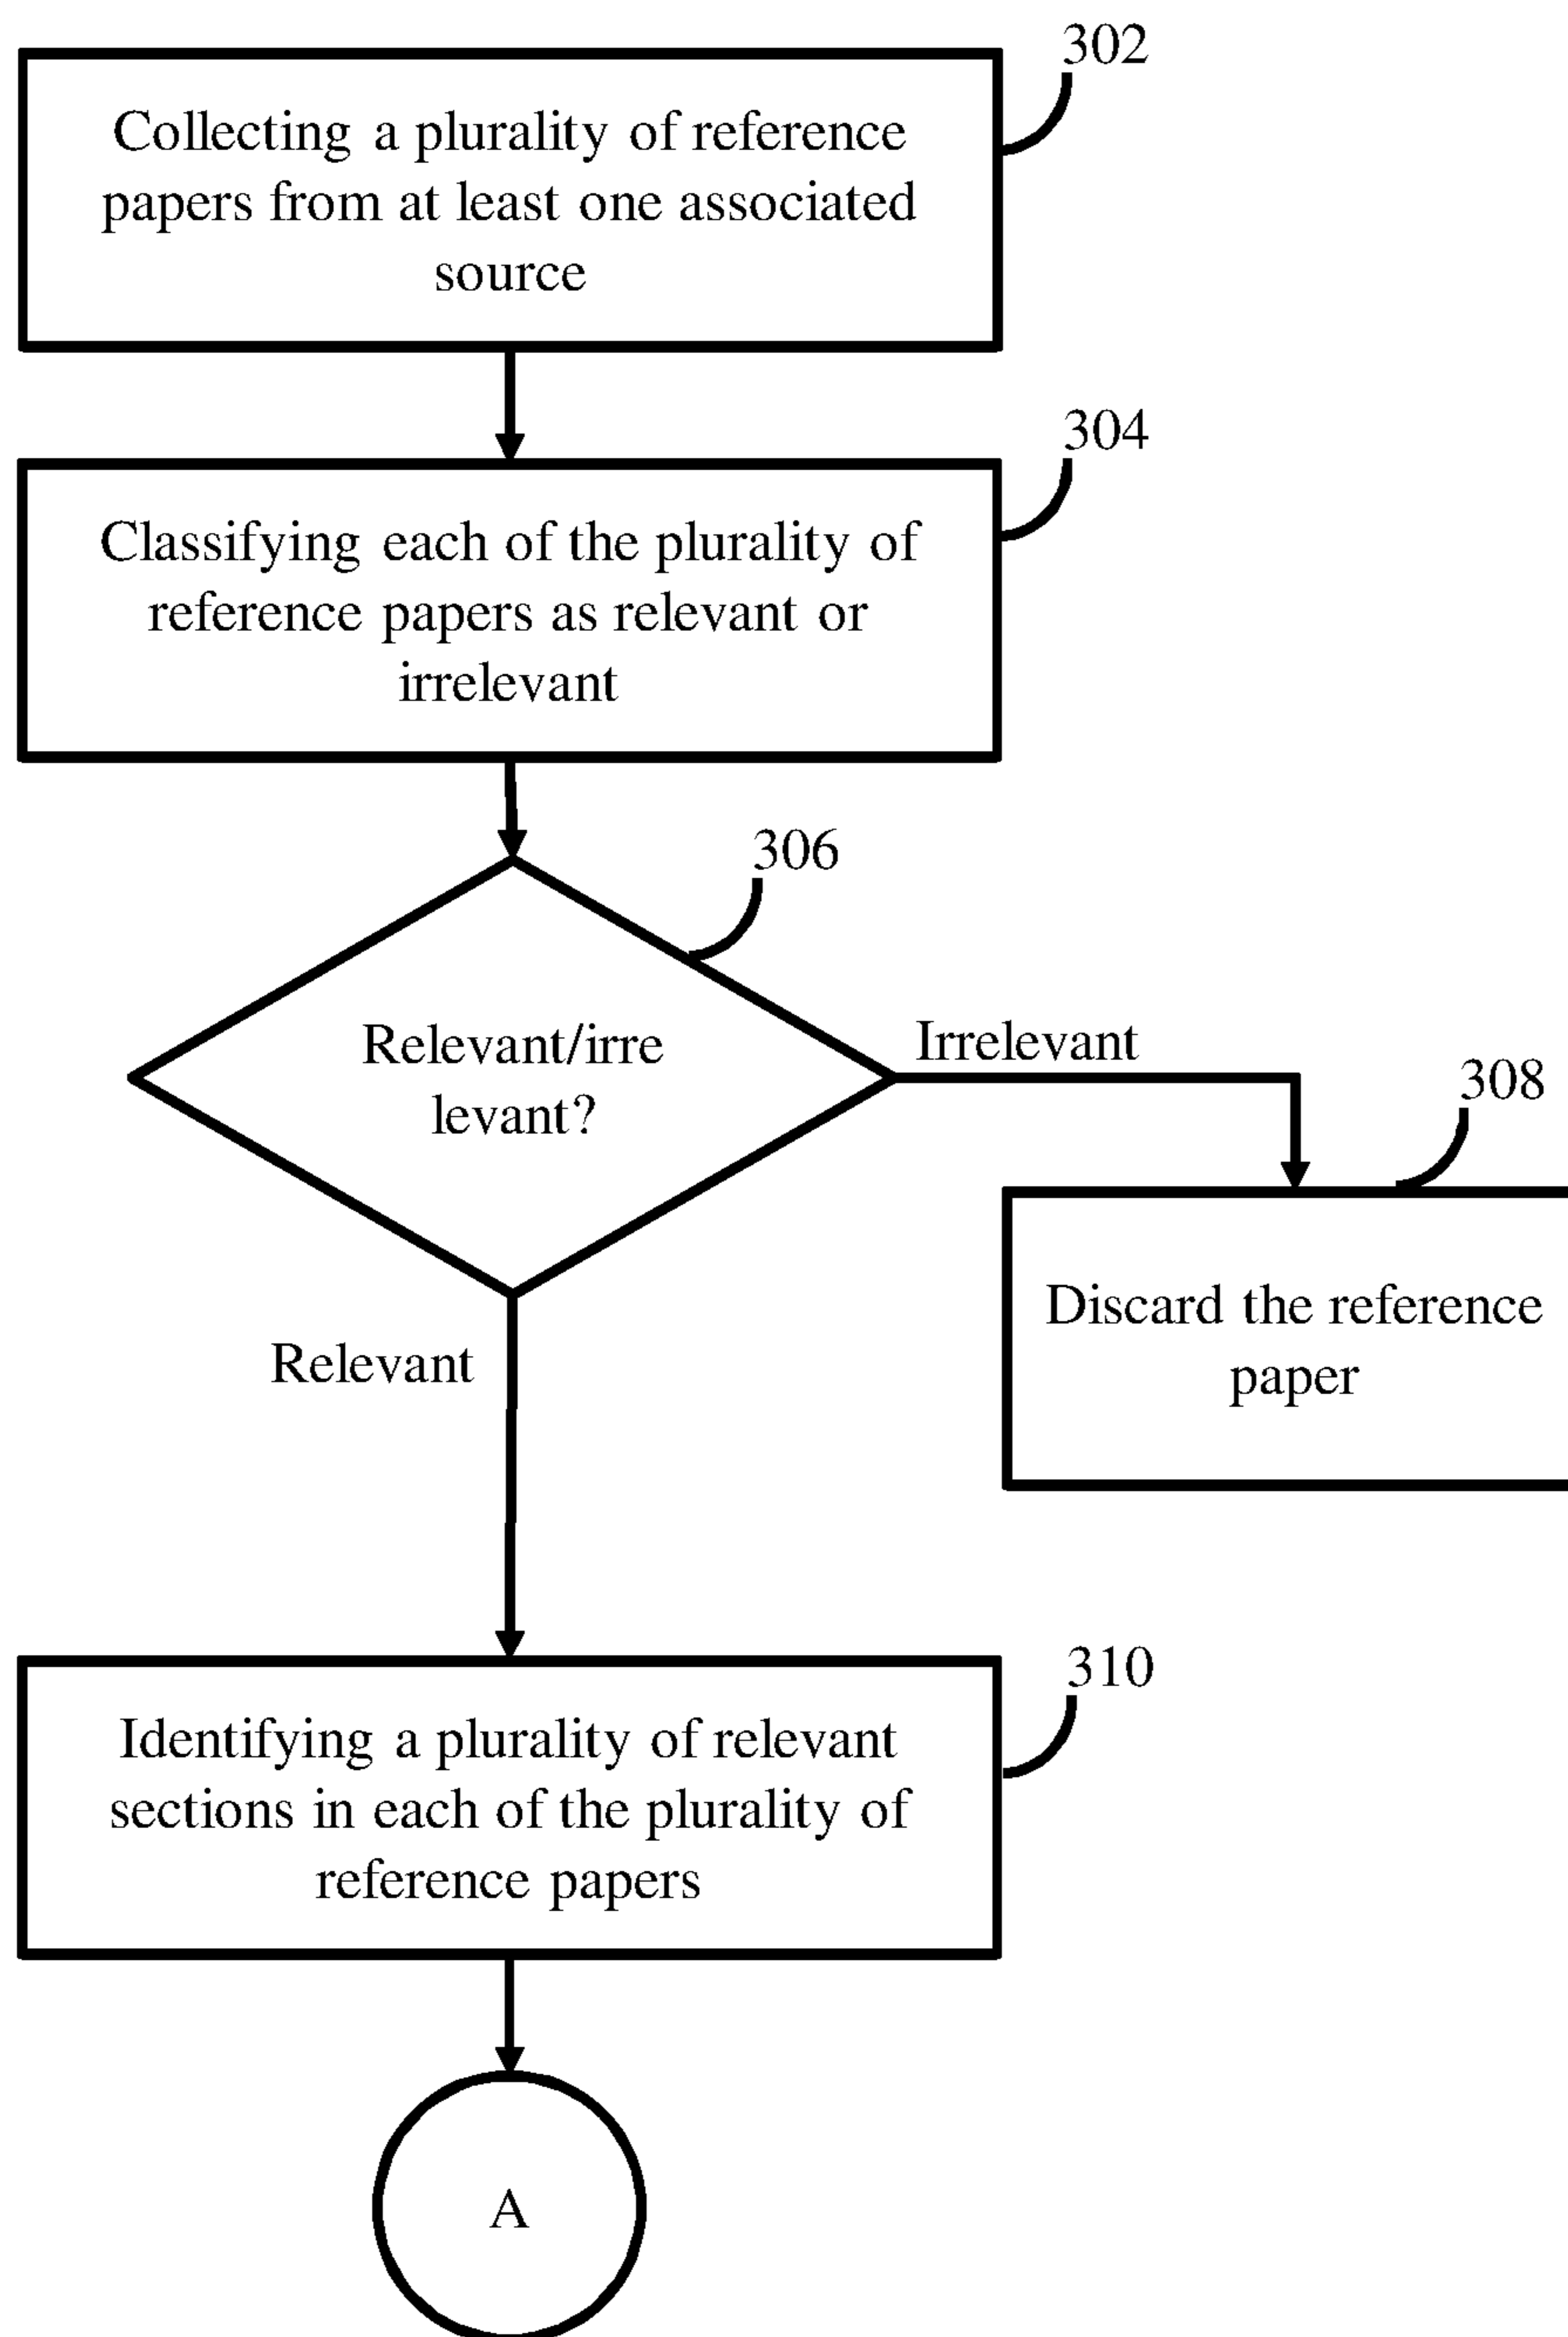 302
Collecting a plurality of reference
papers from at least one associated
source
304
Classifying each of the plurality of
reference papers as relevant or
irrelevant
306
Relevant/irre
levant?
Irrelevant
308
Discard the reference
paper
Relevant
310
Identifying a plurality of relevant
sections in each of the plurality of
reference papers
A